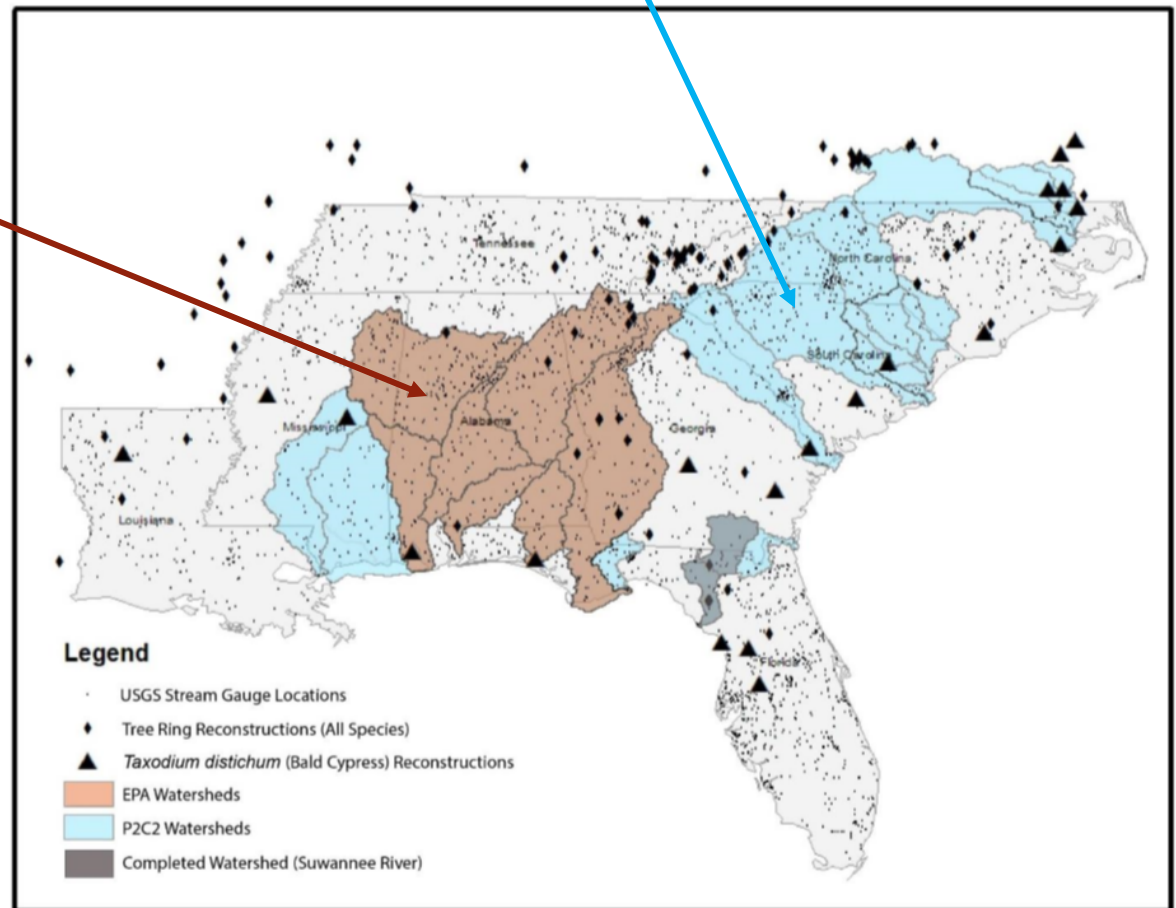 Tennessee
North Carolina
South Carolina
Mississippi
Alabama
Georgia
Louisiana
Florida
Legend
USGS Stream Gauge Locations
Tree Ring Reconstructions (All Species)
Taxodium distichum (Bald Cypress) Reconstructions
EPA Watersheds
P2C2 Watersheds
Completed Watershed (Suwannee River)